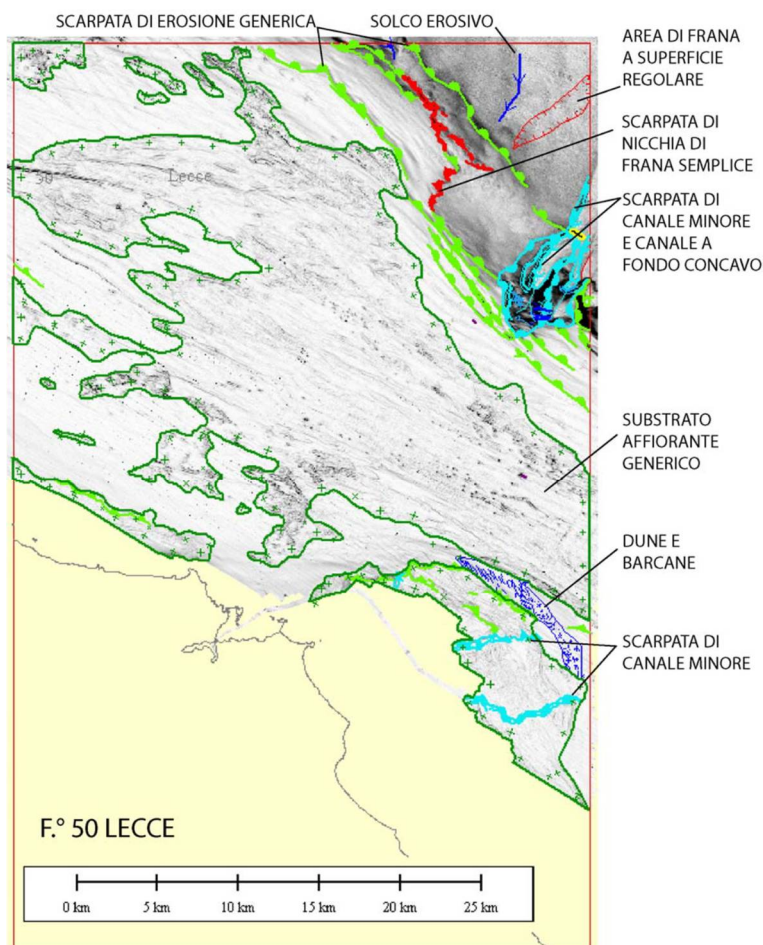 SCARPATA DI EROSIONE GENERICA
SOLCO EROSIVO
AREA DI FRANA
A SUPERFICIE
REGOLARE
SCARPATA DI
NICCHIA DI
FRANA SEMPLICE
SCARPATA DI
CANALE MINORE
E CANALE A
FONDO CONCAVO
50
Lecce
SUBSTRATO
AFFIORANTE
GENERICO
DUNE E
BARCANE
SCARPATA DI
CANALE MINORE
F.° 50 LECCE
0 km 5 km 10 km 15 km 20 km 25 km